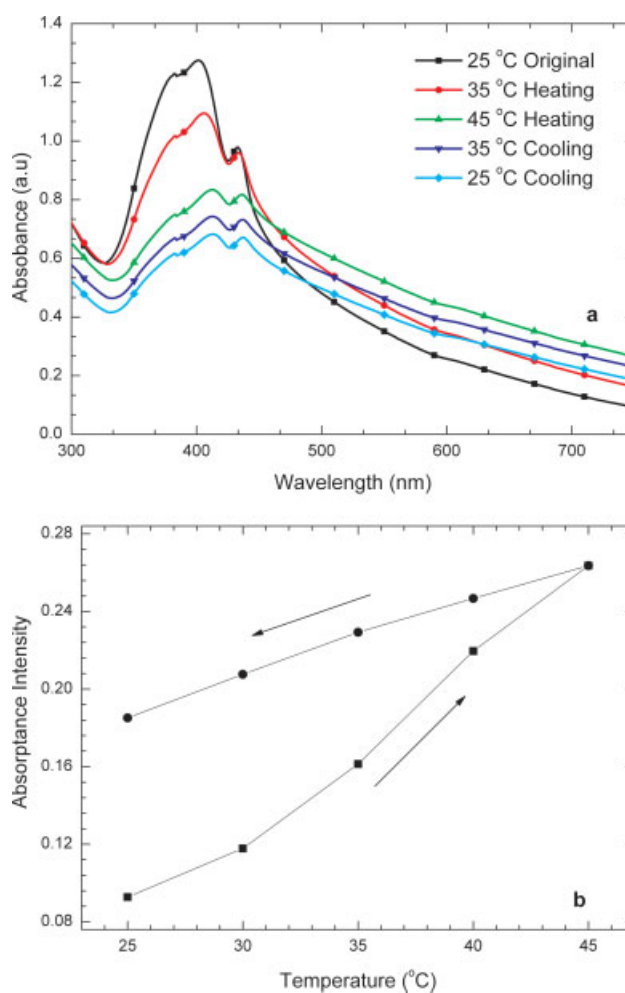 1.4
1.2
1.0
0.8
0.6
0.4
0.2
0.0
Absobance (a.u)
25 °C Original
35 °C Heating
45 °C Heating
35 °C Cooling
25 °C Cooling
a
300 400 500 600 700
Wavelength (nm)
0.28
0.24
0.20
0.16
0.12
0.08
Absorptance Intensity
b
25 30 35 40 45
Temperature (°C)